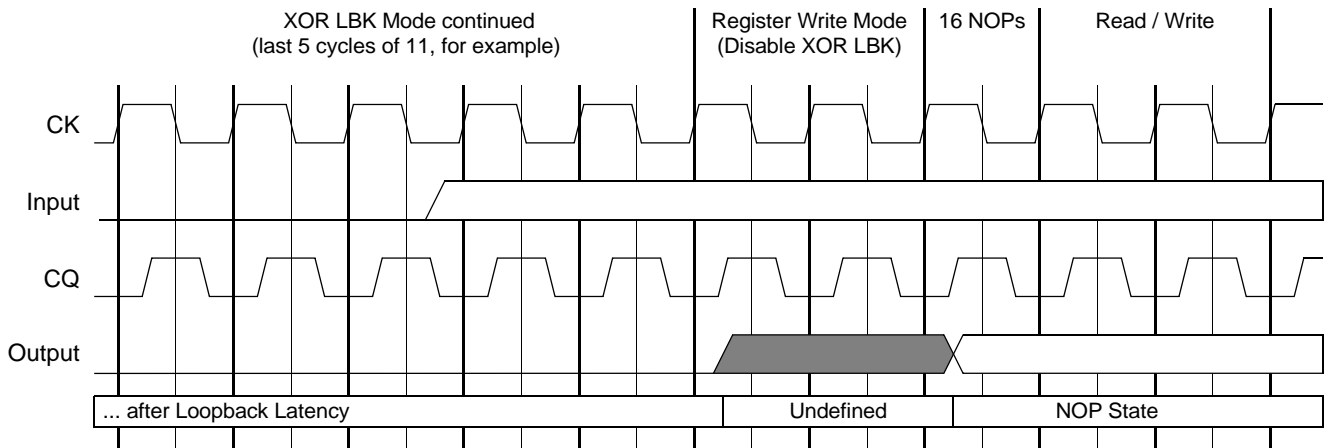 XOR LBK Mode continued
(last 5 cycles of 11, for example)
Register Write Mode
(Disable XOR LBK)
16 NOPs
Read / Write
CK
Input
CQ
Output
... after Loopback Latency
Undefined
NOP State